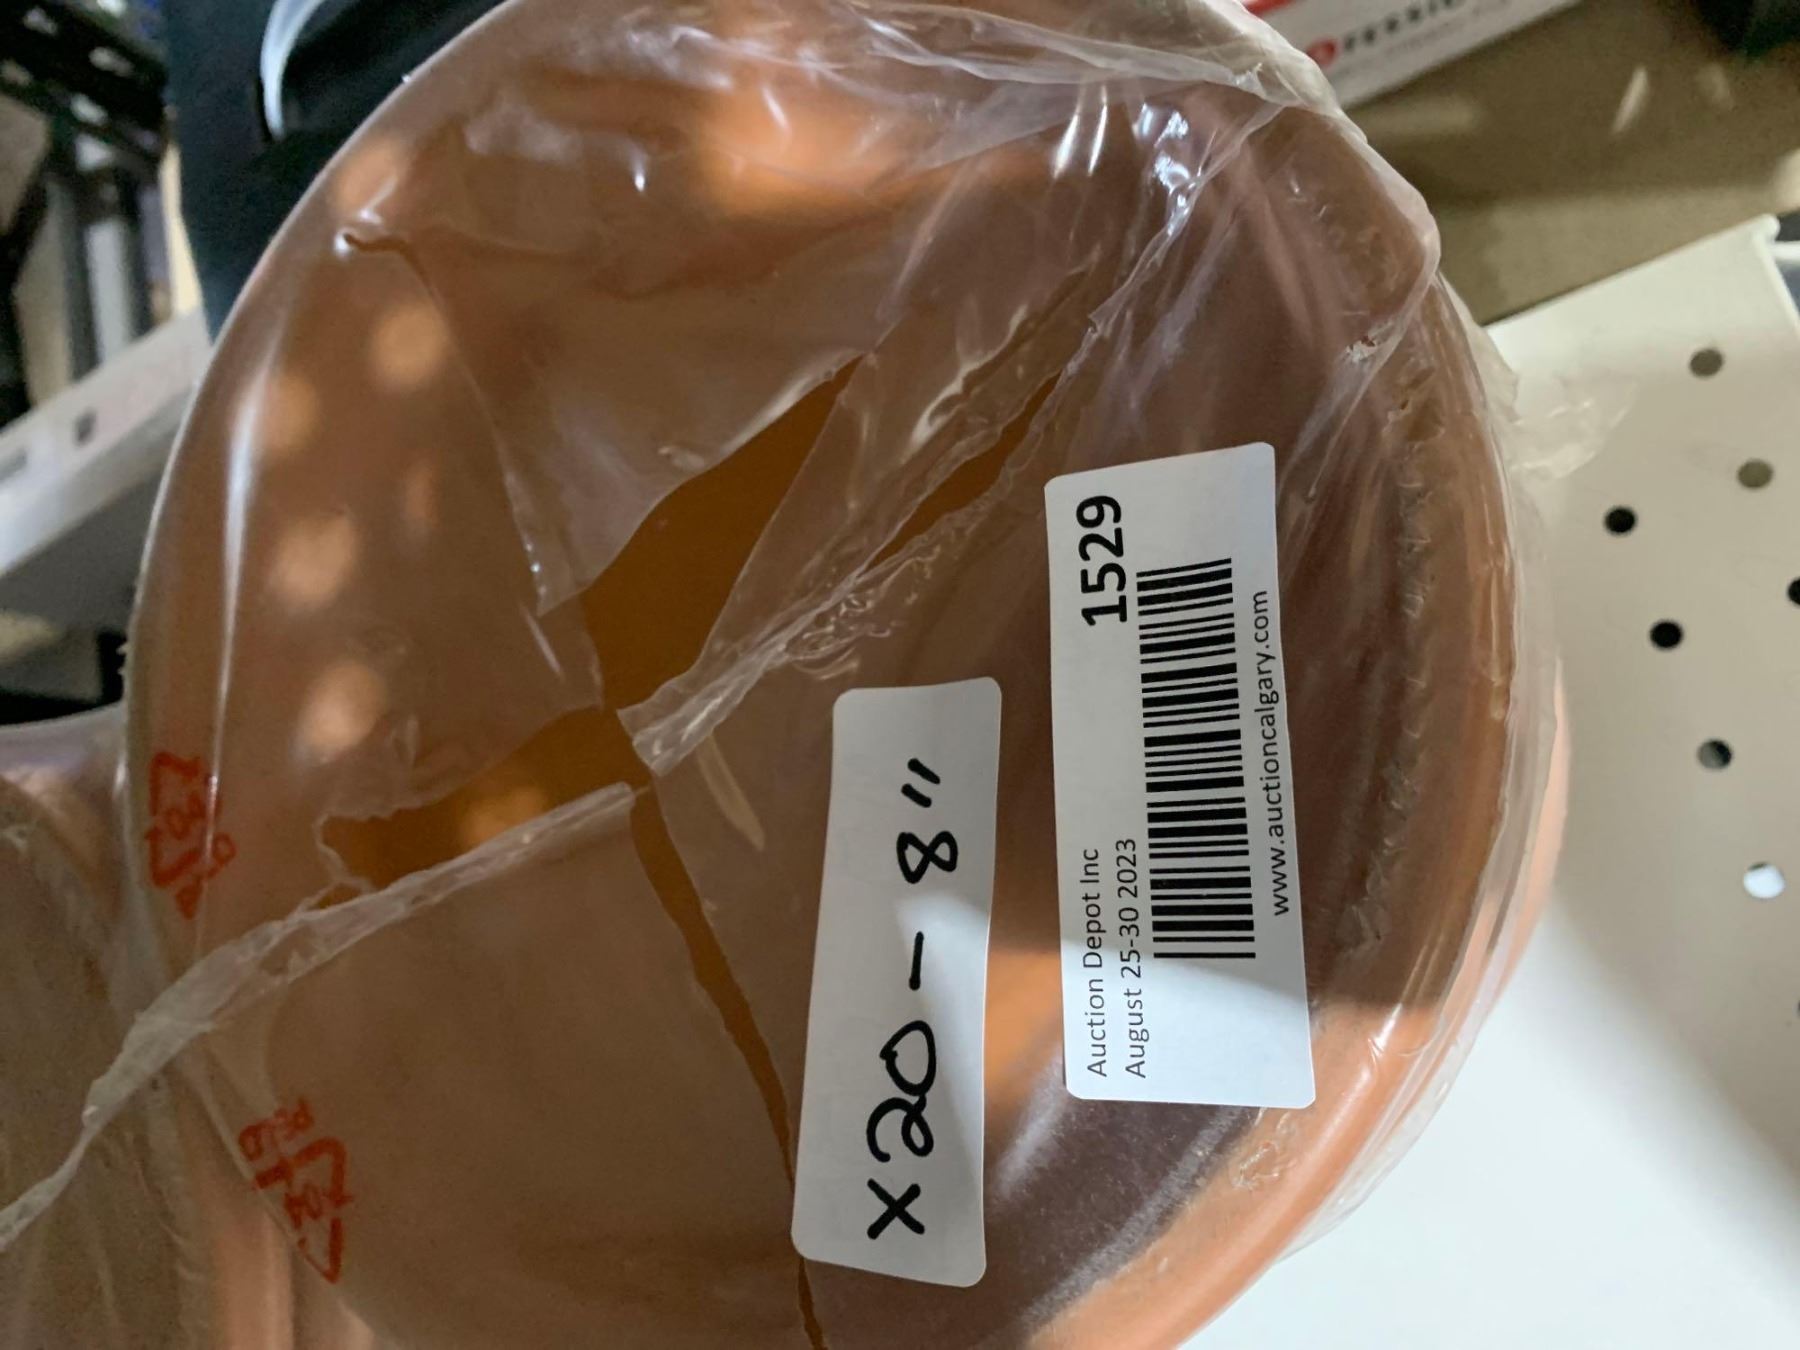 1529
Auction Depot Inc
August 25-30 2023
www.auctioncalgary.com
x20-8"